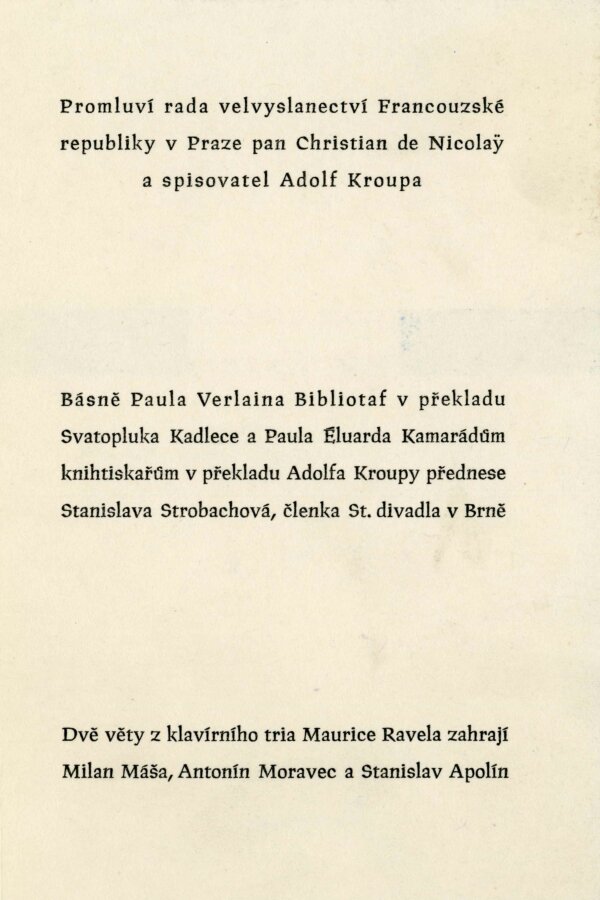 Promluví rada velvyslanectví Francouzské
republiky v Praze pan Christian de Nicolaÿ
a spisovatel Adolf Kroupa
Básně Paula Verlaina Bibliotaf v překladu
Svatopluka Kadlece a Paula Éluarda Kamarádům
knihtiskařům v překladu Adolfa Kroupy přednese
Stanislava Strobachová, členka St. divadla v Brně
Dvě věty z klavírního tria Maurice Ravela zahrají
Milan Máša, Antonín Moravec a Stanislav Apolín